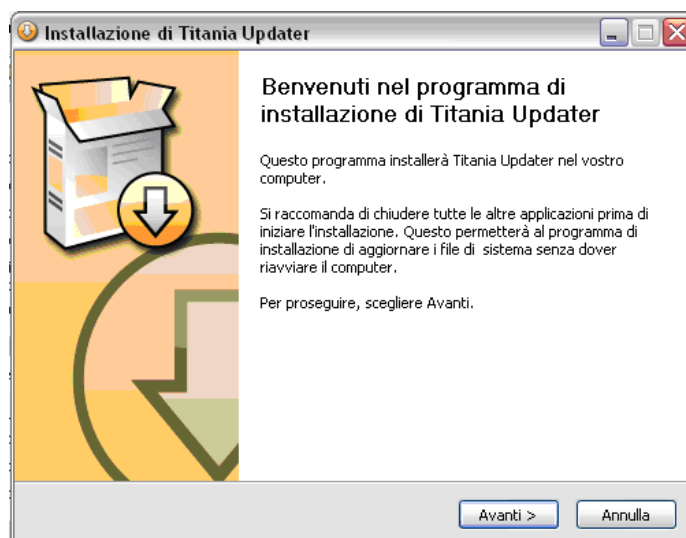 Installazione di Titania Updater
Benvenuti nel programma di
installazione di Titania Updater
Questo programma installerà Titania Updater nel vostro
computer.
Si raccomanda di chiudere tutte le altre applicazioni prima di
iniziare l'installazione. Questo permetterà al programma di
installazione di aggiornare i file di sistema senza dover
riavviare il computer.
Per proseguire, scegliere Avanti.
Avanti >
Annulla